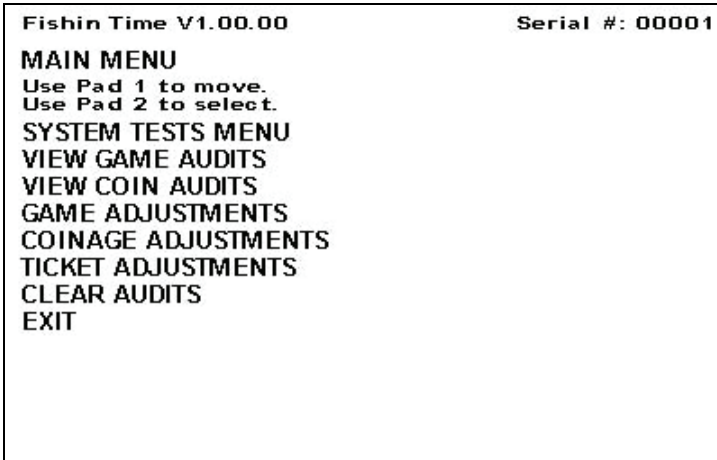 Fishin Time V1.00.00 Serial #: 00001
MAIN MENU
Use Pad 1 to move.
Use Pad 2 to select.
SYSTEM TESTS MENU
VIEW GAME AUDITS
VIEW COIN AUDITS
GAME ADJUSTMENTS
COINAGE ADJUSTMENTS
TICKET ADJUSTMENTS
CLEAR AUDITS
EXIT